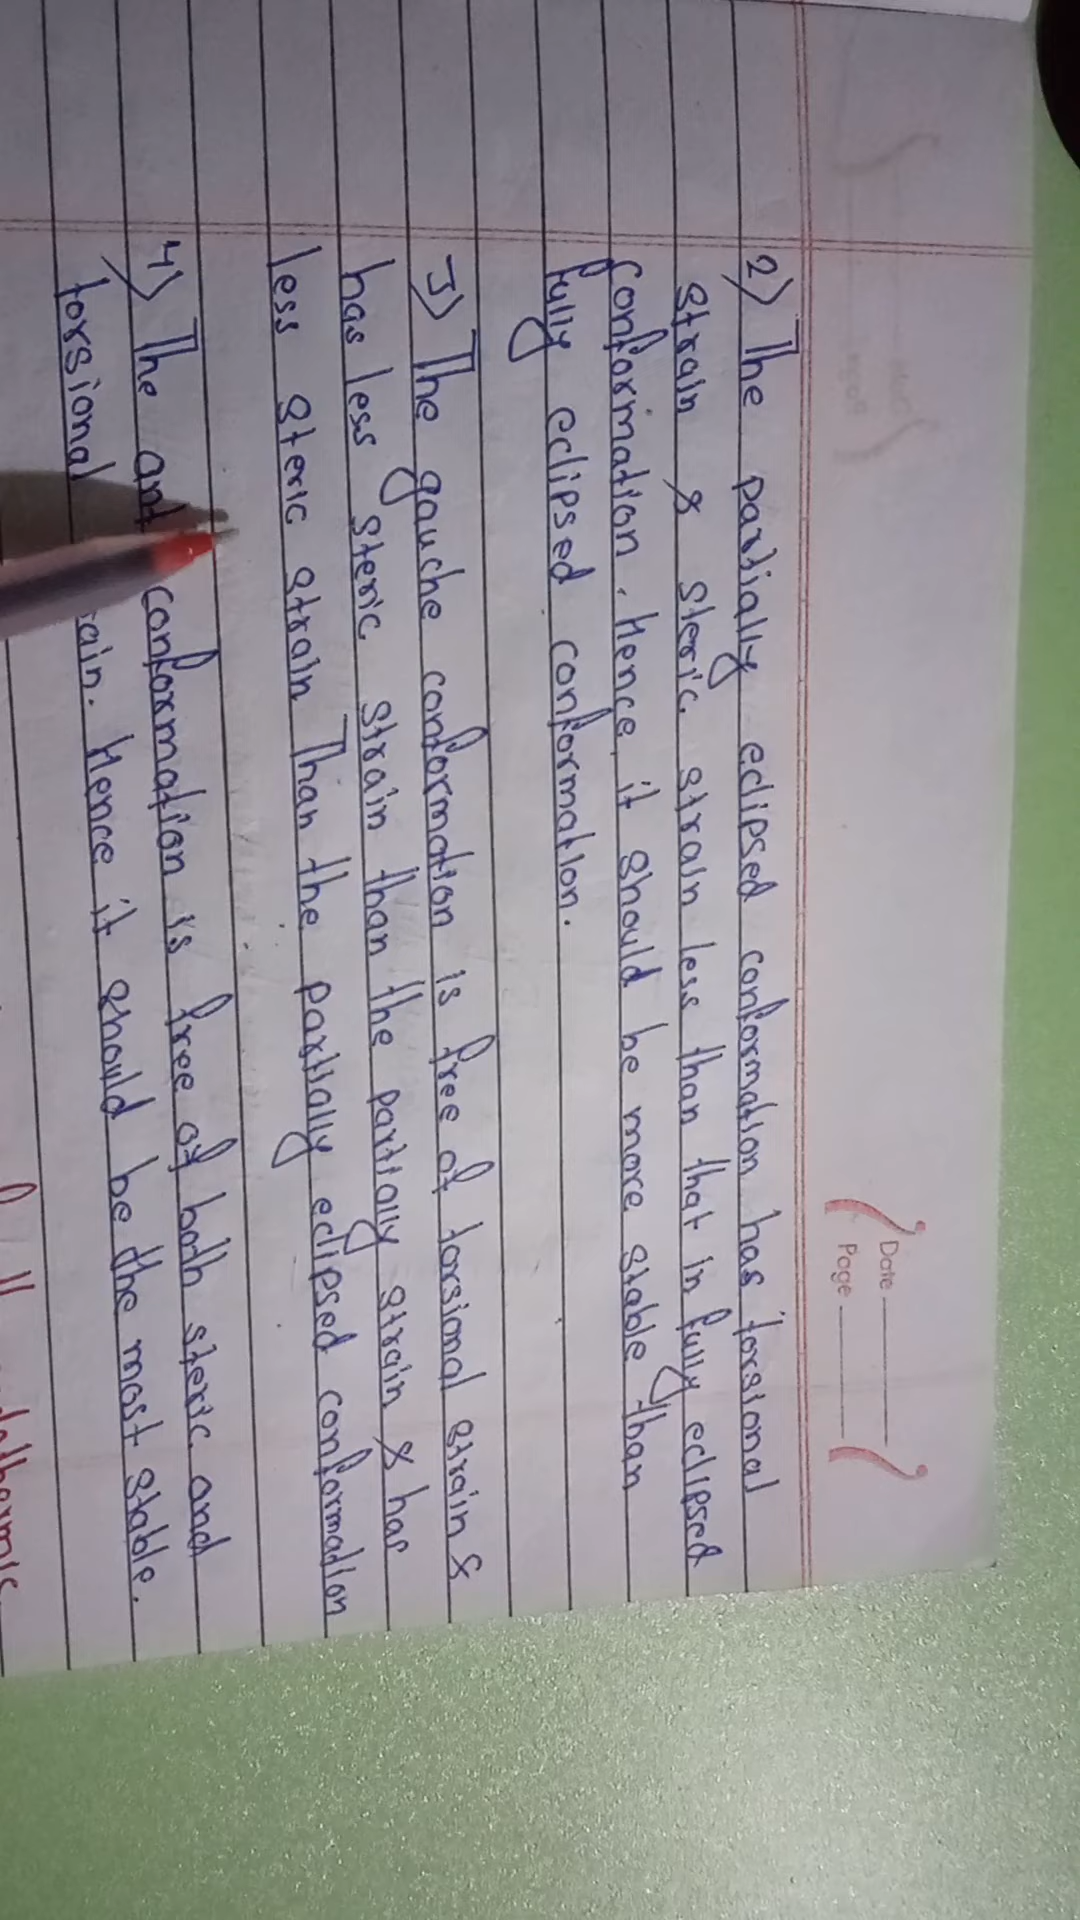 Date
Page
2) The partially eclipsed conformation has torsional
strain & steric strain less than that in fully eclipsed
conformation. Hence, it should be more stable than
fully eclipsed conformation.
3) The gauche conformation is free of torsional strain &
has less steric strain than the partially strain & has
less steric strain Than the partially eclipsed conformation
4) The conformation is free of both steric and
torsional Hence it should be the most stable.